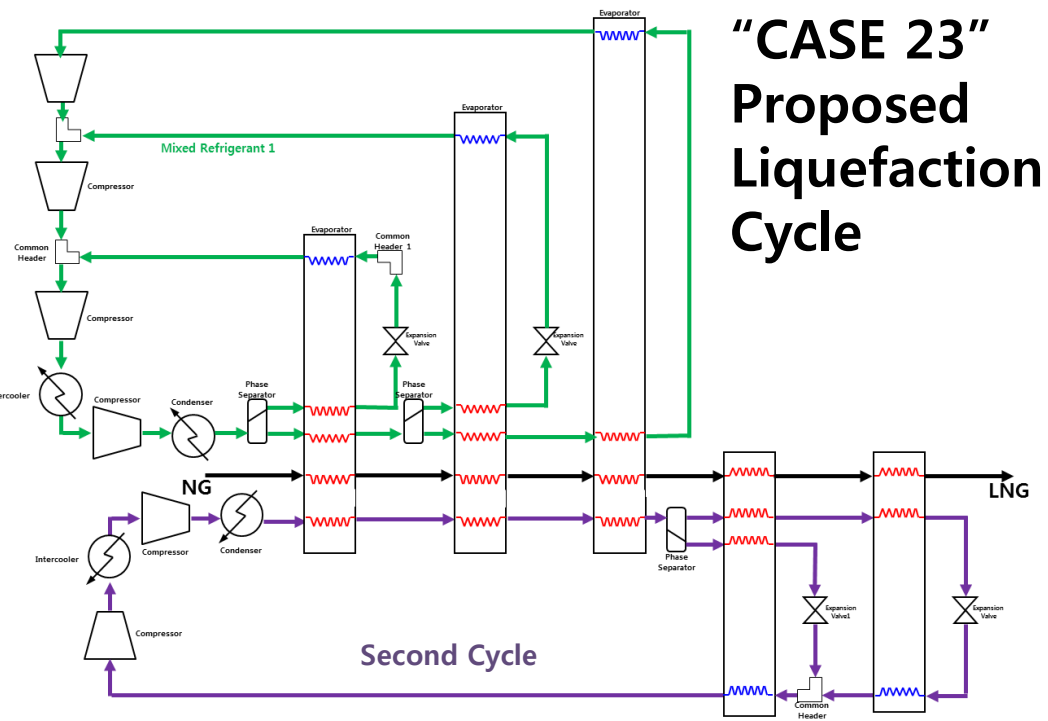 Evaporator
“CASE 23”
Proposed
Liquefaction
Cycle
Evaporator
Mixed Refrigerant 1
Compressor
Evaporator
Common
Header
Common
Header 1
Compressor
Expansion
Valve
Expansion
Valve
Compressor
Condenser
Phase
Separator
Phase
Separator
NG
LNG
Intercooler
Compressor
Condenser
Phase
Separator
Compressor
Expansion
Valve1
Expansion
Valve
Second Cycle
Common
Header